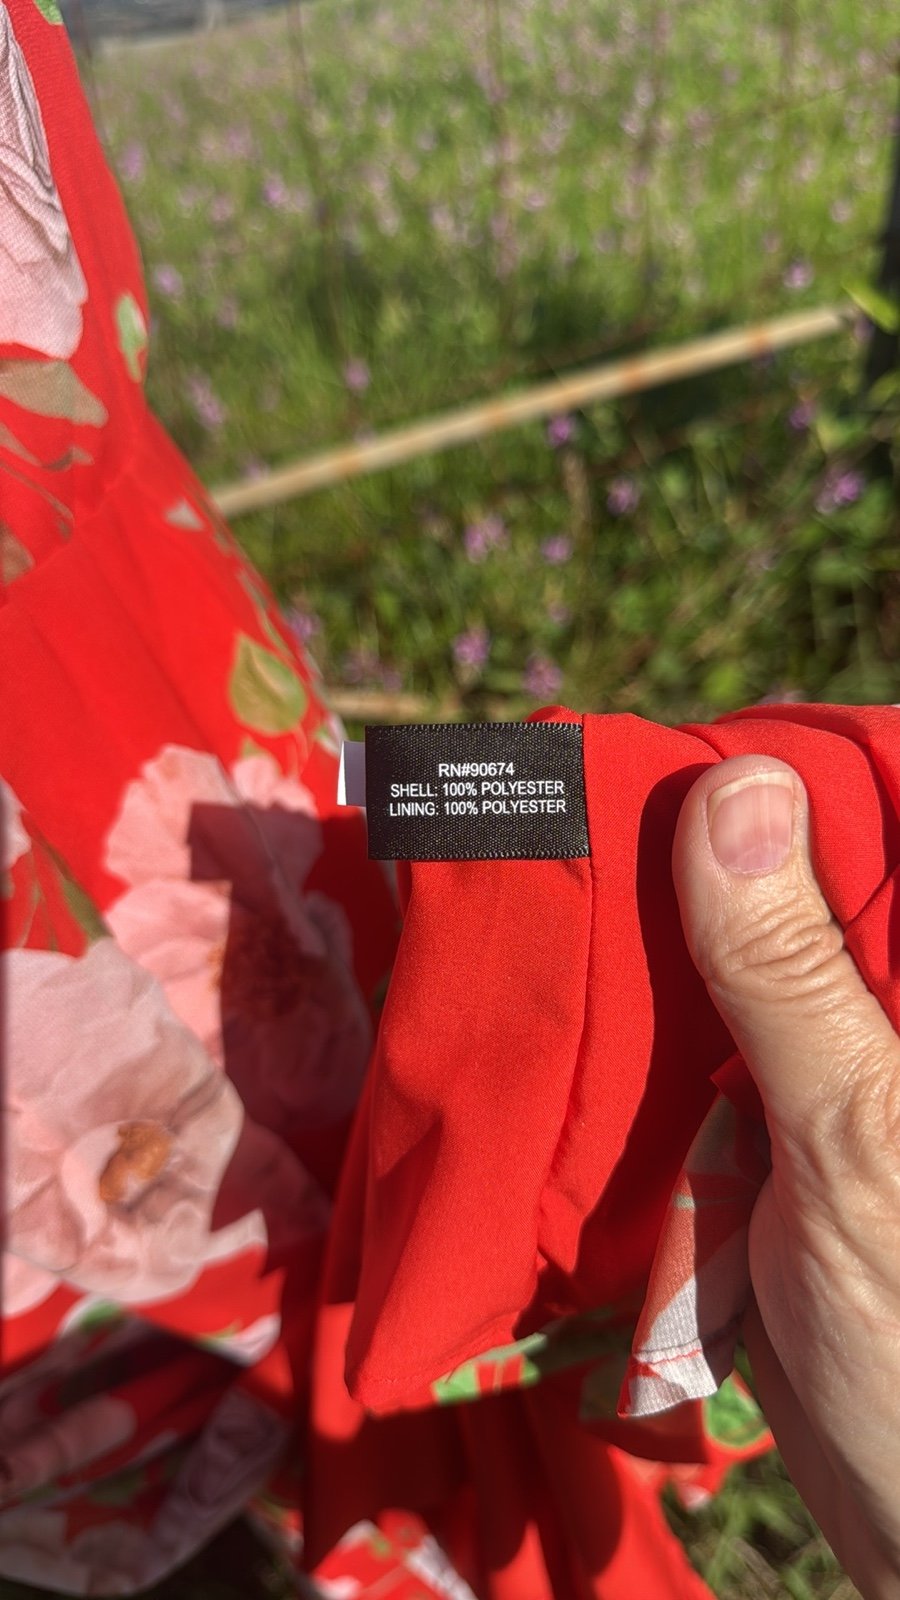 RN#90674
SHELL: 100% POLYESTER
LINING: 100% POLYESTER